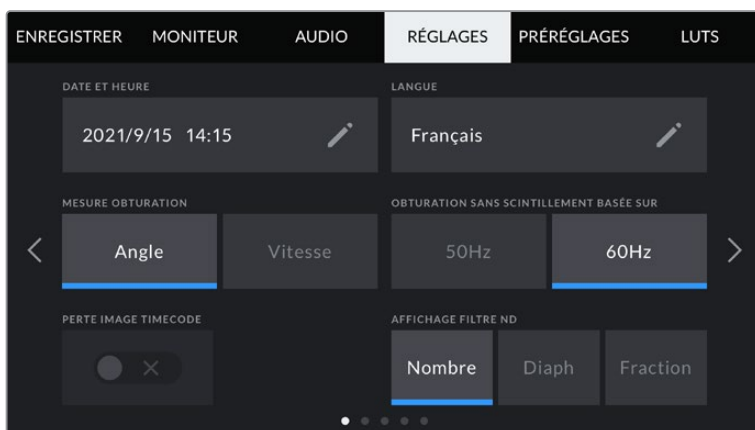 ENREGISTRER MONITEUR AUDIO RÉGLAGES PRÉRÉGLAGES LUTS
DATE ET HEURE LANGUE
2021/9/15 14:15 Français
MESURE OBTURATION OBTURATION SANS SCINTILLEMENT BASÉE SUR
Angle Vitesse 50Hz 60Hz
PERTE IMAGE TIMECODE AFFICHAGE FILTRE ND
Nombre Diaph Fraction